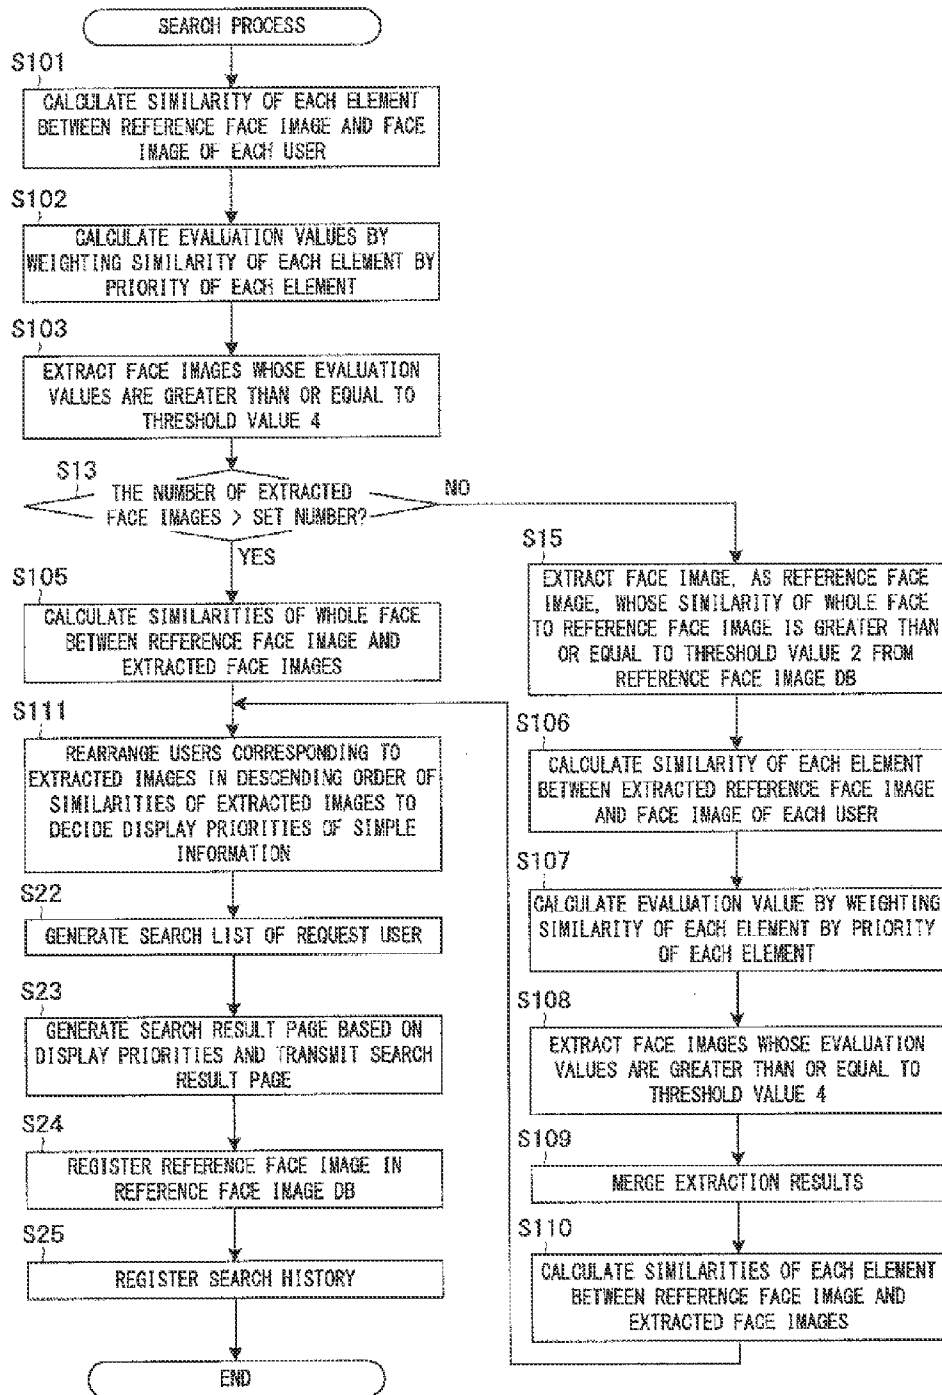 SEARCH PROCESS
S101
CALCULATE SIMILARITY OF EACH ELEMENT
BETWEEN REFERENCE FACE IMAGE AND FACE
IMAGE OF EACH USER
S102
CALCULATE EVALUATION VALUES BY
WEIGHTING SIMILARITY OF EACH ELEMENT BY
PRIORITY OF EACH ELEMENT
S103
EXTRACT FACE IMAGES WHOSE EVALUATION
VALUES ARE GREATER THAN OR EQUAL TO
THRESHOLD VALUE 4
S13
THE NUMBER OF EXTRACTED
FACE IMAGES > SET NUMBER?
NO
YES
S105
CALCULATE SIMILARITIES OF WHOLE FACE
BETWEEN REFERENCE FACE IMAGE AND
EXTRACTED FACE IMAGES
S111
REARRANGE USERS CORRESPONDING TO
EXTRACTED IMAGES IN DESCENDING ORDER OF
SIMILARITIES OF EXTRACTED IMAGES TO
DECIDE DISPLAY PRIORITIES OF SIMPLE
INFORMATION
S22
GENERATE SEARCH LIST OF REQUEST USER
S23
GENERATE SEARCH RESULT PAGE BASED ON
DISPLAY PRIORITIES AND TRANSMIT SEARCH
RESULT PAGE
S24
REGISTER REFERENCE FACE IMAGE IN
REFERENCE FACE IMAGE DB
S25
REGISTER SEARCH HISTORY
END
S15
EXTRACT FACE IMAGE, AS REFERENCE FACE
IMAGE, WHOSE SIMILARITY OF WHOLE FACE
TO REFERENCE FACE IMAGE IS GREATER THAN
OR EQUAL TO THRESHOLD VALUE 2 FROM
REFERENCE FACE IMAGE DB
S106
CALCULATE SIMILARITY OF EACH ELEMENT
BETWEEN EXTRACTED REFERENCE FACE IMAGE
AND FACE IMAGE OF EACH USER
S107
CALCULATE EVALUATION VALUE BY WEIGHTING
SIMILARITY OF EACH ELEMENT BY PRIORITY
OF EACH ELEMENT
S108
EXTRACT FACE IMAGES WHOSE EVALUATION
VALUES ARE GREATER THAN OR EQUAL TO
THRESHOLD VALUE 4
S109
MERGE EXTRACTION RESULTS
S110
CALCULATE SIMILARITIES OF EACH ELEMENT
BETWEEN REFERENCE FACE IMAGE AND
EXTRACTED FACE IMAGES